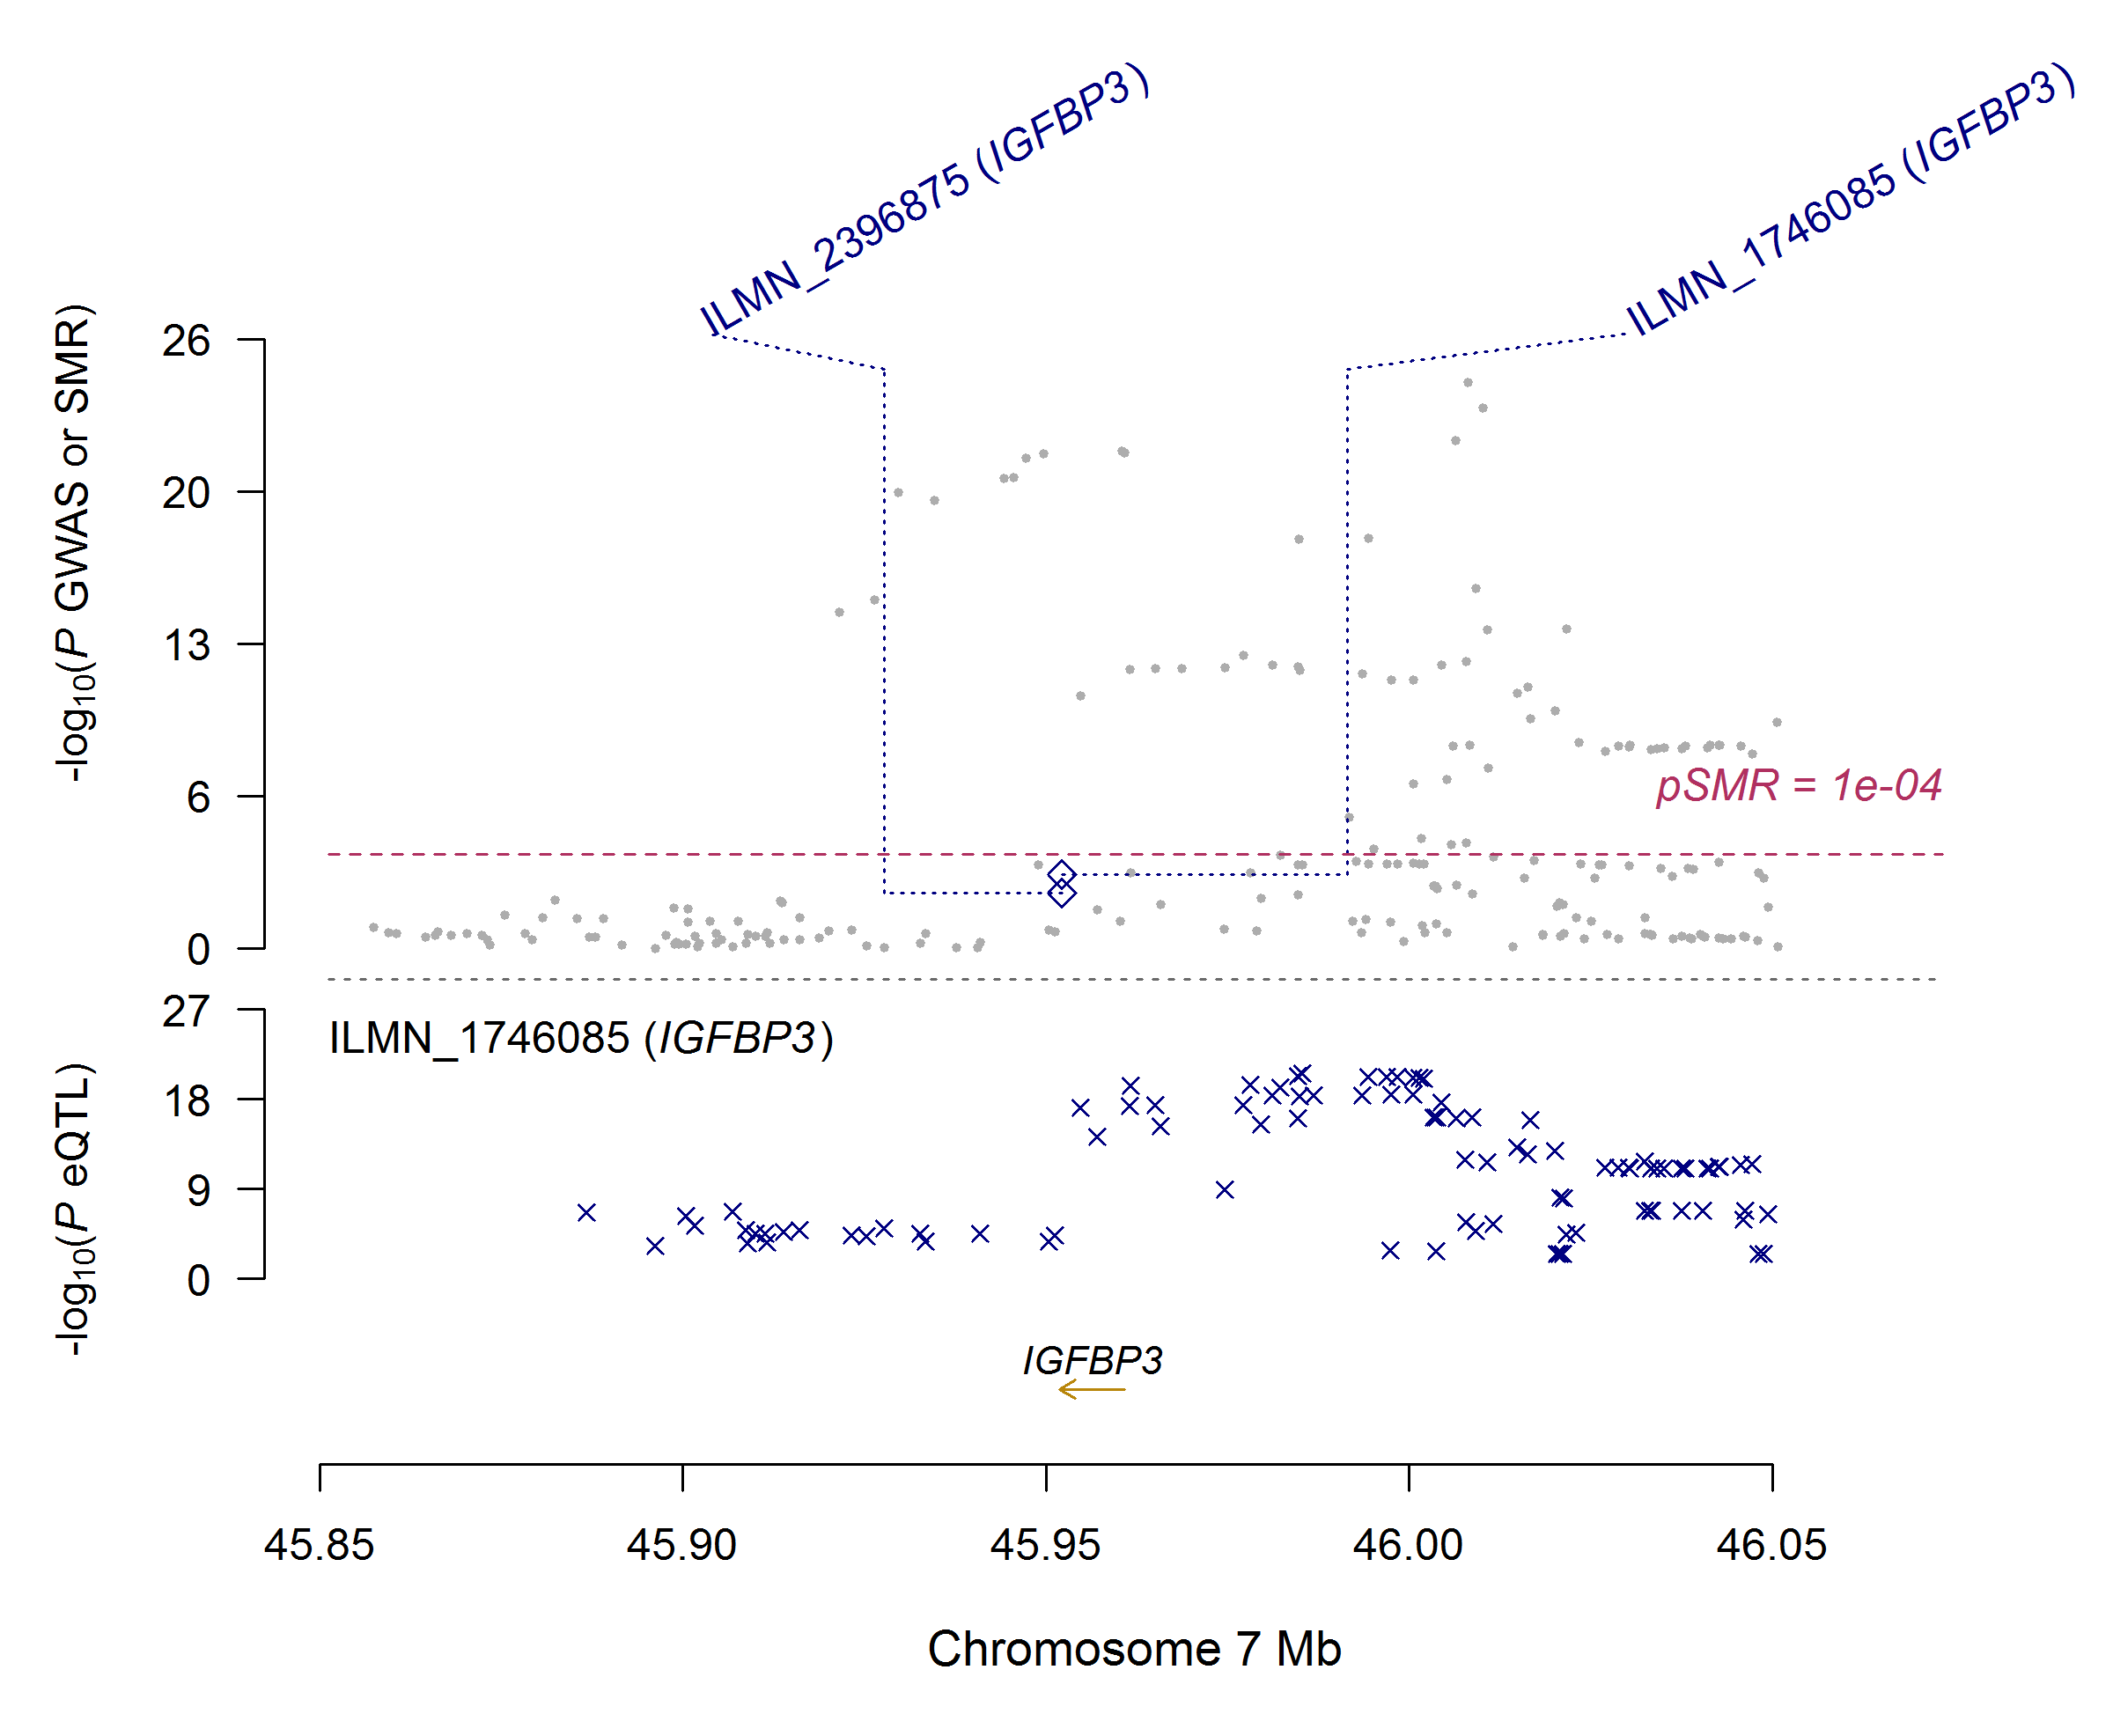 ILMN_2396875 (IGFBP3)
ILMN_1746085 (IGFBP3)
-log10(P GWAS or SMR)
26
20
13
6
0
pSMR = 1e-04
-log10(P eQTL)
27
18
9
0
ILMN_1746085 (IGFBP3)
IGFBP3
45.85 45.90 45.95 46.00 46.05
Chromosome 7 Mb